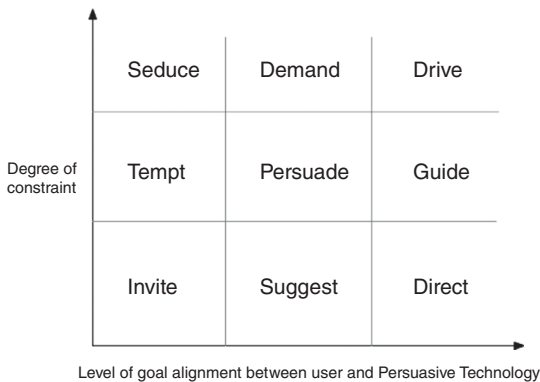 Seduce Demand Drive
Degree of
constraint
Tempt Persuade Guide
Invite Suggest Direct
Level of goal alignment between user and Persuasive Technology